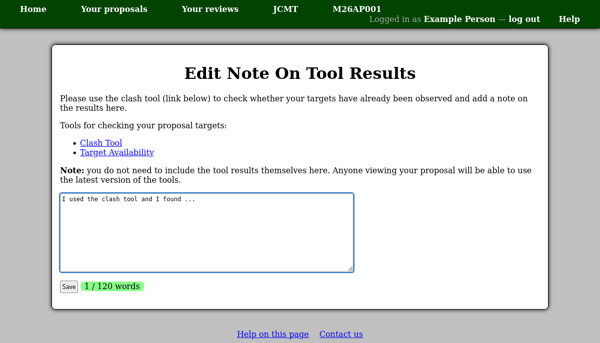 Home Your proposals Your reviews JCMT M26AP001
Logged in as Example Person — log out Help
Edit Note On Tool Results
Please use the clash tool (link below) to check whether your targets have already been observed and add a note on
the results here.
Tools for checking your proposal targets:
• Clash Tool
• Target Availability
Note: you do not need to include the tool results themselves here. Anyone viewing your proposal will be able to use
the latest version of the tools.
I used the clash tool and I found ...
Save 1 / 120 words
Help on this page Contact us